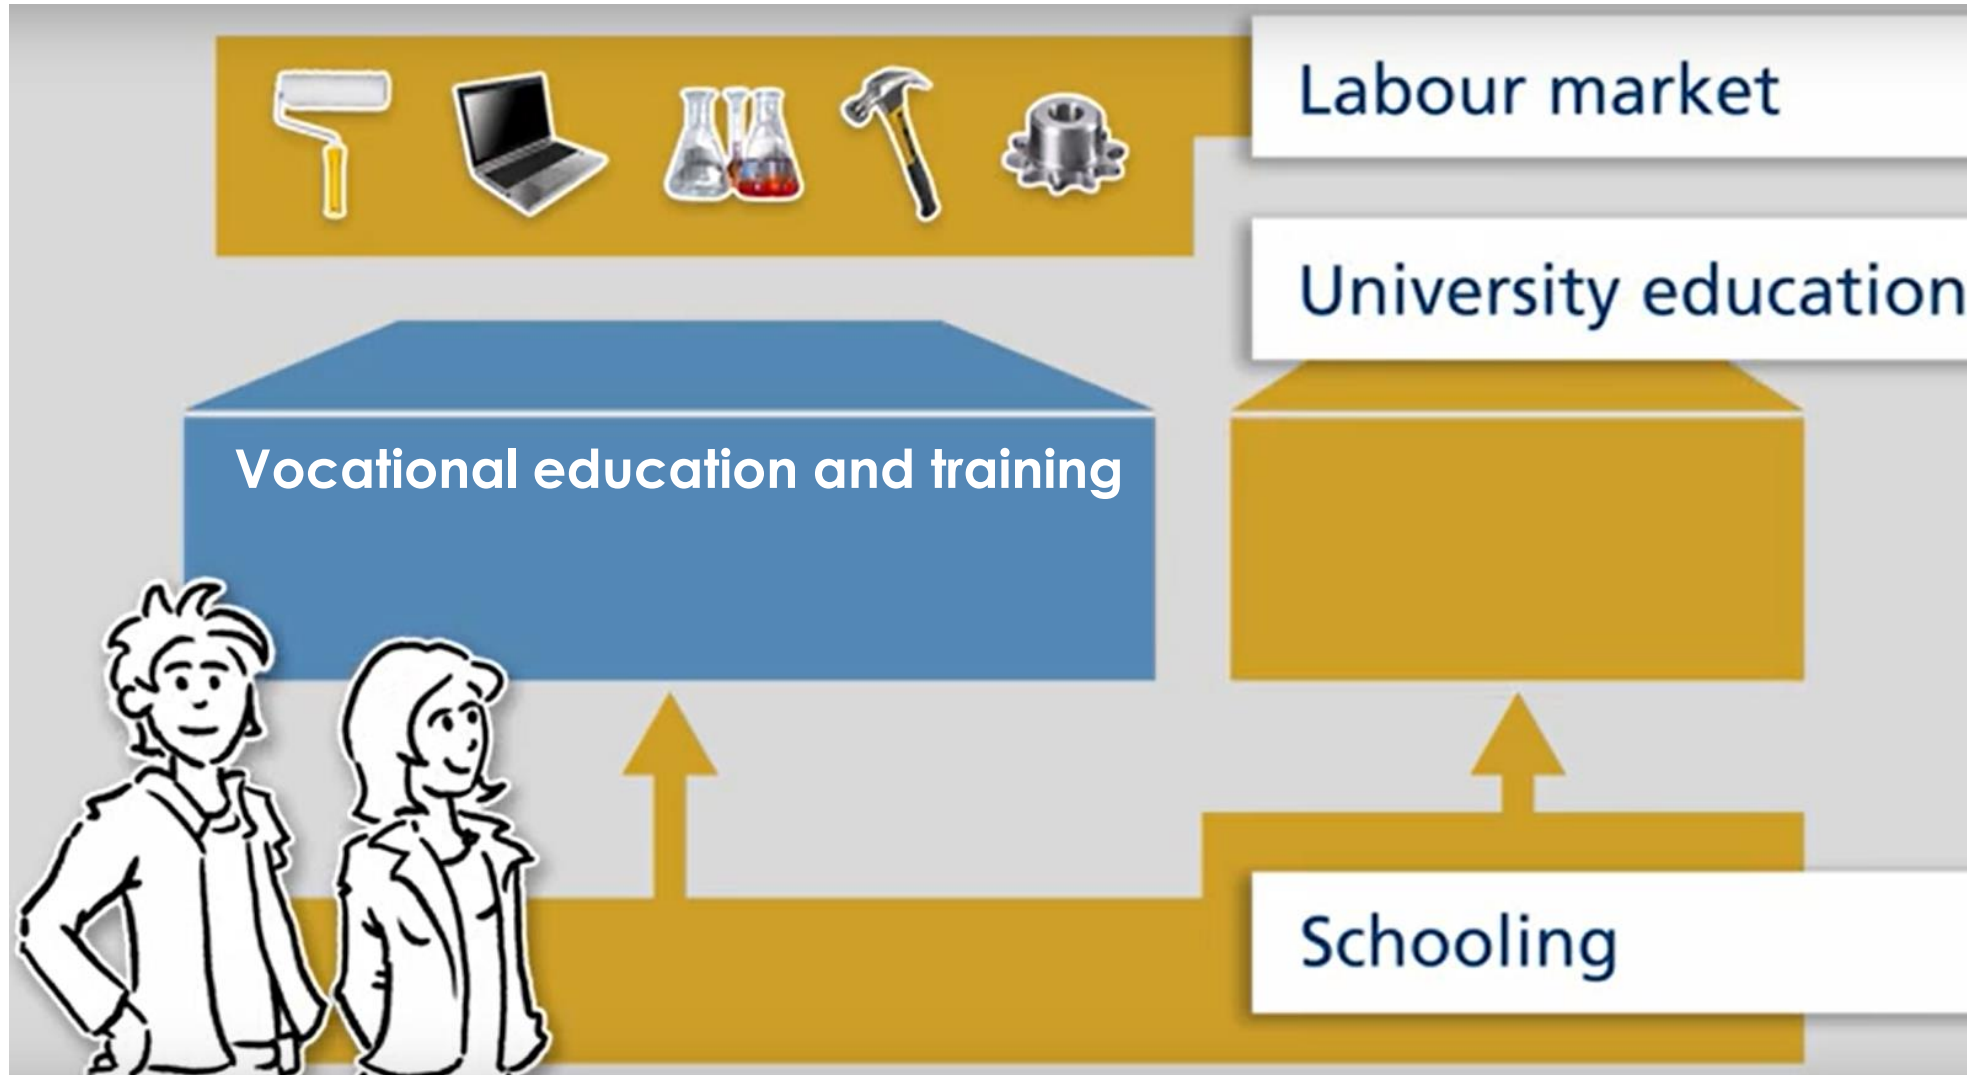 Labour market
University education
Vocational education and training
Schooling